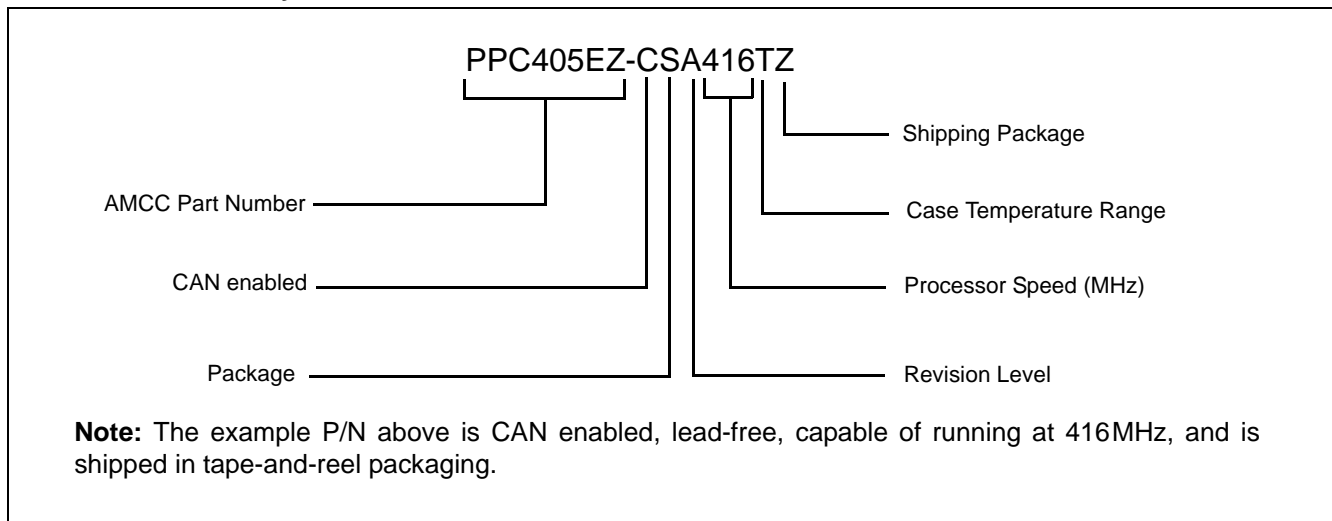 PPC405EZ-CSA416TZ
Shipping Package
AMCC Part Number
Case Temperature Range
CAN enabled
Processor Speed (MHz)
Package
Revision Level
Note: The example P/N above is CAN enabled, lead-free, capable of running at 416MHz, and is
shipped in tape-and-reel packaging.